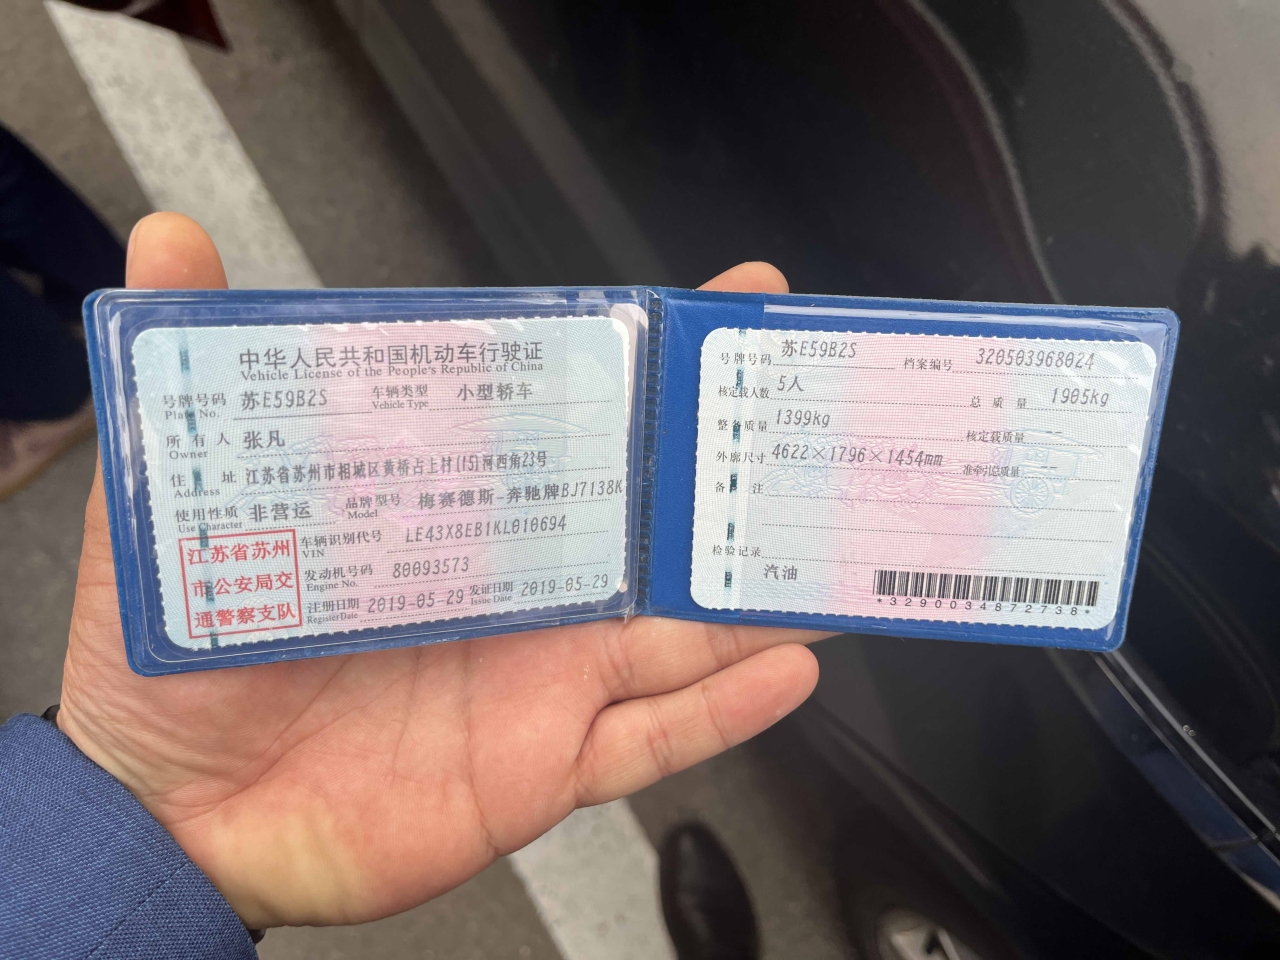 中华人民共和国机动车行驶证
Vehicle License of the People's Republic of China
号牌号码 苏E59B2S 车辆类型 小型轿车
Plate No. Vehicle Type
所有人 张凡
Owner
住址 江苏省苏州市相城区黄桥占上村(15)河西角23号
Address
使用性质 非营运 品牌型号 梅赛德斯-奔驰牌BJ7138K
Use Character Model
车辆识别代号 LE43X8EB1KL010694
VIN
发动机号码 80093573
Engine No.
注册日期 2019-05-29 发证日期 2019-05-29
Register Date Issue Date
江苏省苏州
市公安局交
通警察支队
号牌号码 苏E59B2S 档案编号 320503968024
核定载人数 5人 总质量 1905kg
整备质量 1399kg 核定载质量 --
外廓尺寸 4622×1796×1454mm 准牵引总质量 --
备注
检验记录
汽油
*3290034872738*